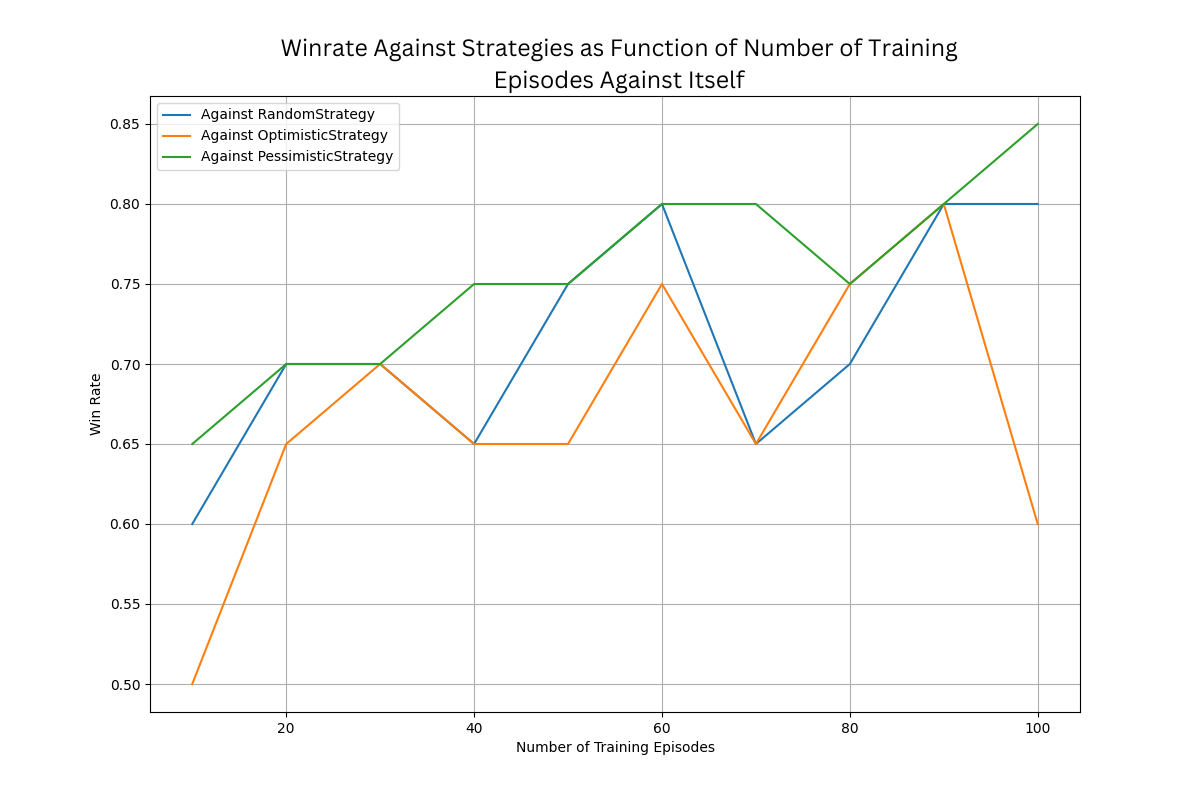 Winrate Against Strategies as Function of Number of Training
Episodes Against Itself
Against RandomStrategy
Against OptimisticStrategy
Against PessimisticStrategy
0.85
0.80
0.75
0.70
0.65
0.60
0.55
0.50
Win Rate
20 40 60 80 100
Number of Training Episodes